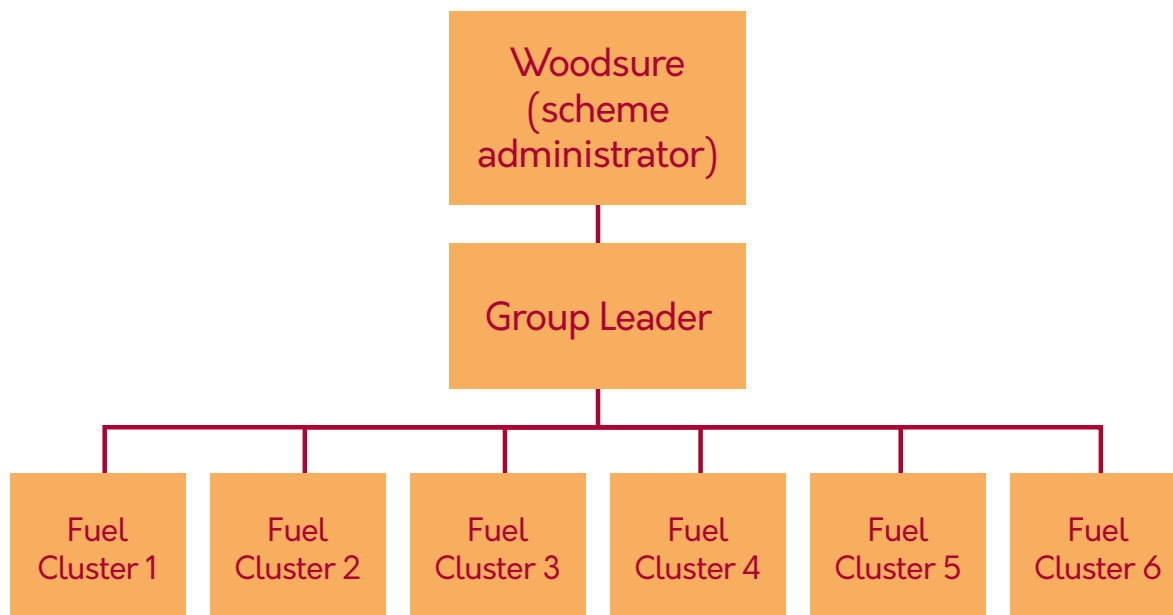 Woodsure
(scheme
administrator)
Group Leader
Fuel
Cluster 1
Fuel
Cluster 2
Fuel
Cluster 3
Fuel
Cluster 4
Fuel
Cluster 5
Fuel
Cluster 6